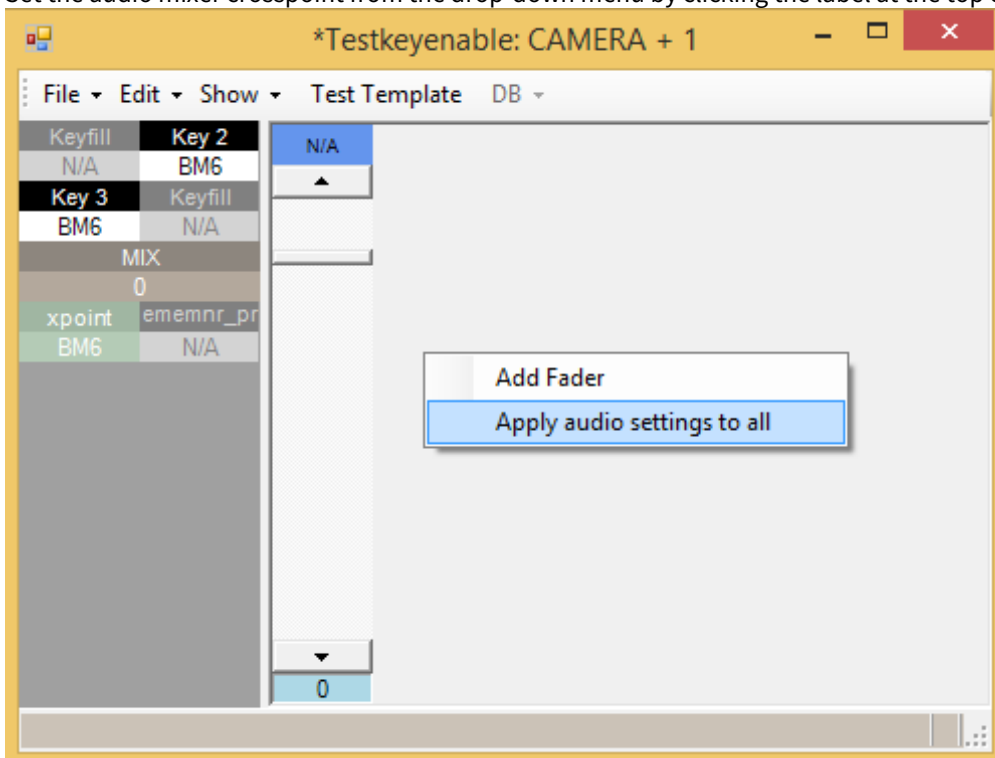 Set the audio mixer crosspoint from the drop-down menu by clicking the label at the top
*Testkeyenable: CAMERA + 1
File Edit Show Test Template DB
Keyfill Key 2
N/A BM6
Key 3 Keyfill
BM6 N/A
MIX
0
xpoint ememnr_pr
BM6 N/A
N/A
Add Fader
Apply audio settings to all
0